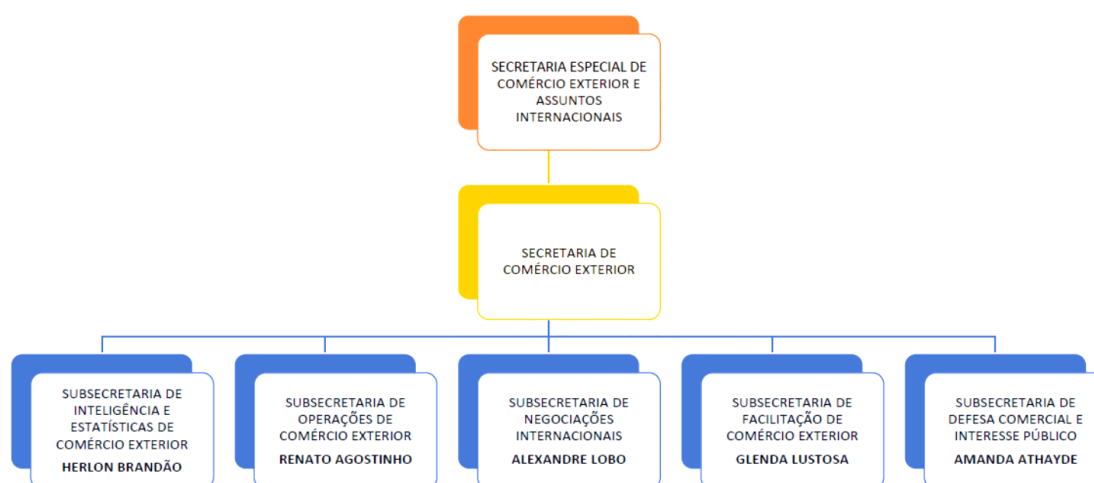 SECRETARIA ESPECIAL DE
COMÉRCIO EXTERIOR E
ASSUNTOS
INTERNACIONAIS
SECRETARIA DE
COMÉRCIO EXTERIOR
SUBSECRETARIA DE
INTELIGÊNCIA E
ESTATÍSTICAS DE
COMÉRCIO EXTERIOR
HERLON BRANDÃO
SUBSECRETARIA DE
OPERAÇÕES DE
COMÉRCIO EXTERIOR
RENATO AGOSTINHO
SUBSECRETARIA DE
NEGOCIAÇÕES
INTERNACIONAIS
ALEXANDRE LOBO
SUBSECRETARIA DE
FACILITAÇÃO DE
COMÉRCIO EXTERIOR
GLENDA LUSTOSA
SUBSECRETARIA DE
DEFESA COMERCIAL E
INTERESSE PÚBLICO
AMANDA ATHAYDE